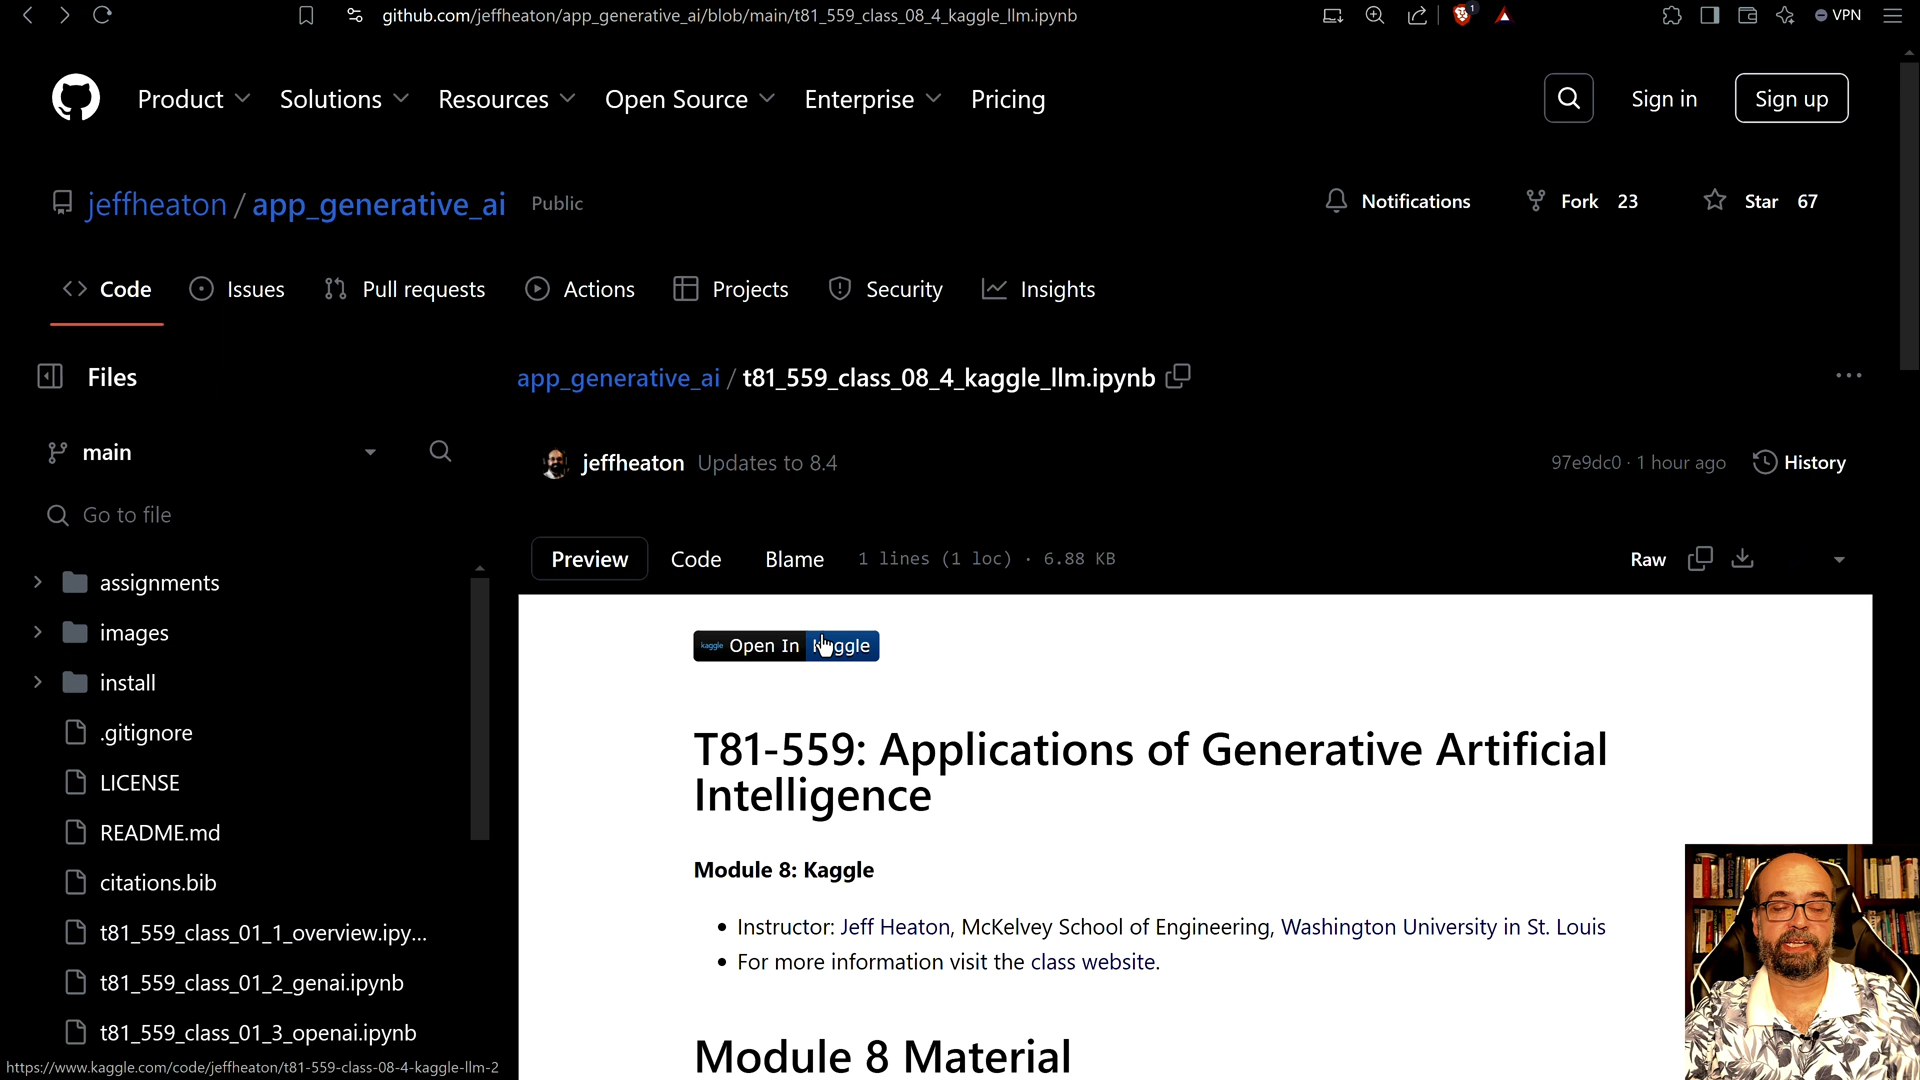 github.com/jeffheaton/app_generative_ai/blob/main/t81_559_class_08_4_kaggle_llm.ipynb
1
VPN
Product
Solutions
Resources
Open Source
Enterprise
Pricing
Sign in
Sign up
jeffheaton / app_generative_ai
Public
Notifications
Fork 23
Star 67
Code
Issues
Pull requests
Actions
Projects
Security
Insights
Files
app_generative_ai / t81_559_class_08_4_kaggle_llm.ipynb
main
jeffheaton Updates to 8.4
97e9dc0 · 1 hour ago
History
Go to file
Preview
Code
Blame
1 lines (1 loc) · 6.88 KB
Raw
assignments
images
install
.gitignore
LICENSE
README.md
citations.bib
t81_559_class_01_1_overview.ipy...
t81_559_class_01_2_genai.ipynb
t81_559_class_01_3_openai.ipynb
kaggle Open In Kaggle
T81-559: Applications of Generative Artificial
Intelligence
Module 8: Kaggle
• Instructor: Jeff Heaton, McKelvey School of Engineering, Washington University in St. Louis
• For more information visit the class website.
Module 8 Material
https://www.kaggle.com/code/jeffheaton/t81-559-class-08-4-kaggle-llm-2